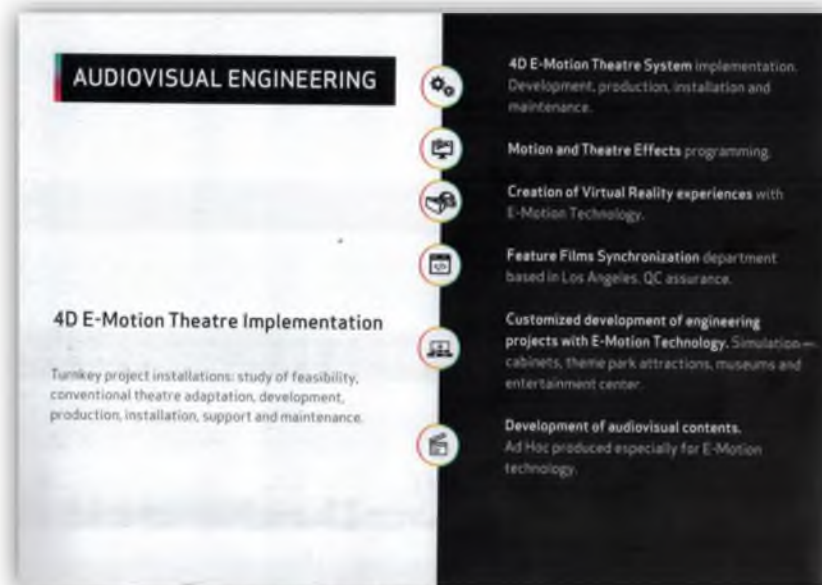 AUDIOVISUAL ENGINEERING
4D E-Motion Theatre Implementation
Turnkey project installations: study of feasibility,
conventional theatre adaptation, development,
production, installation, support and maintenance.
4D E-Motion Theatre System implementation.
Development, production, installation and
maintenance.
Motion and Theatre Effects programming.
Creation of Virtual Reality experiences with
E-Motion Technology.
Feature Films Synchronization department
based in Los Angeles. QC assurance.
Customized development of engineering
projects with E-Motion Technology. Simulation
cabinets, theme park attractions, museums and
entertainment center.
Development of audiovisual contents.
Ad Hoc produced especially for E-Motion
technology.